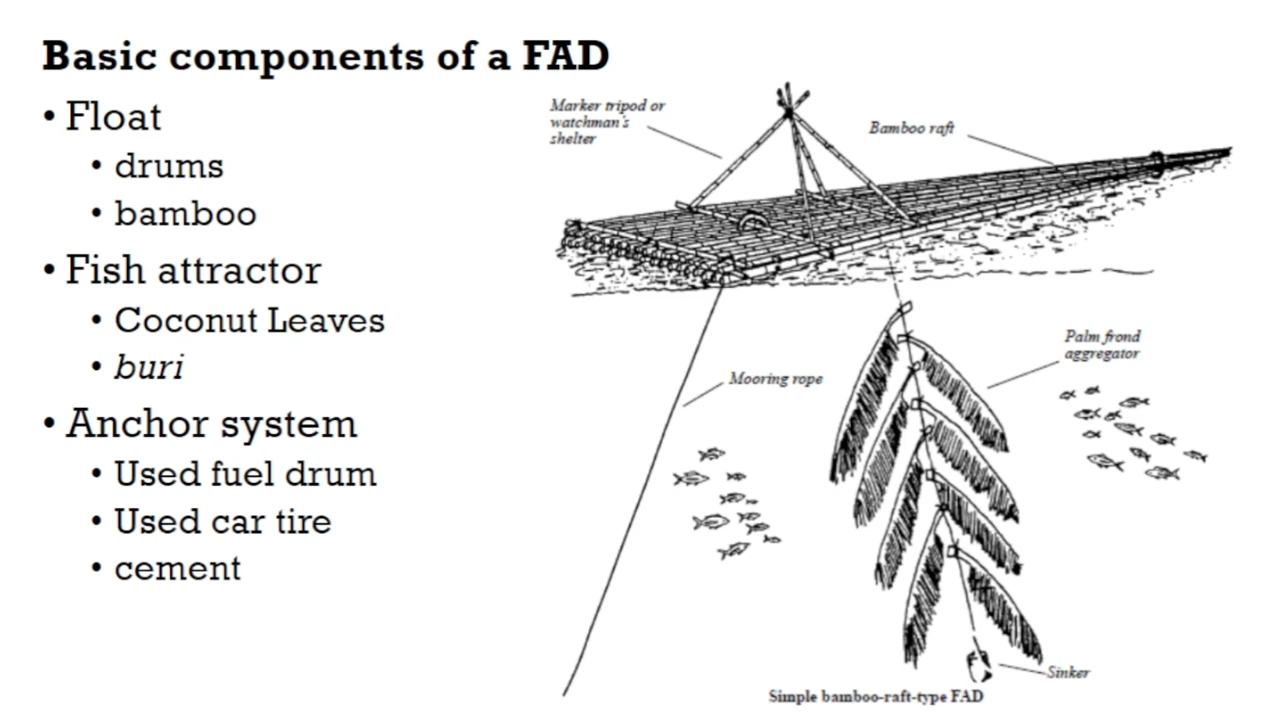 Basic components of a FAD
• Float
• drums
• bamboo
• Fish attractor
• Coconut Leaves
• buri
• Anchor system
• Used fuel drum
• Used car tire
• cement
Marker tripod or
watchman's
shelter
Bamboo raft
Palm frond
aggregator
Mooring rope
Sinker
Simple bamboo-raft-type FAD